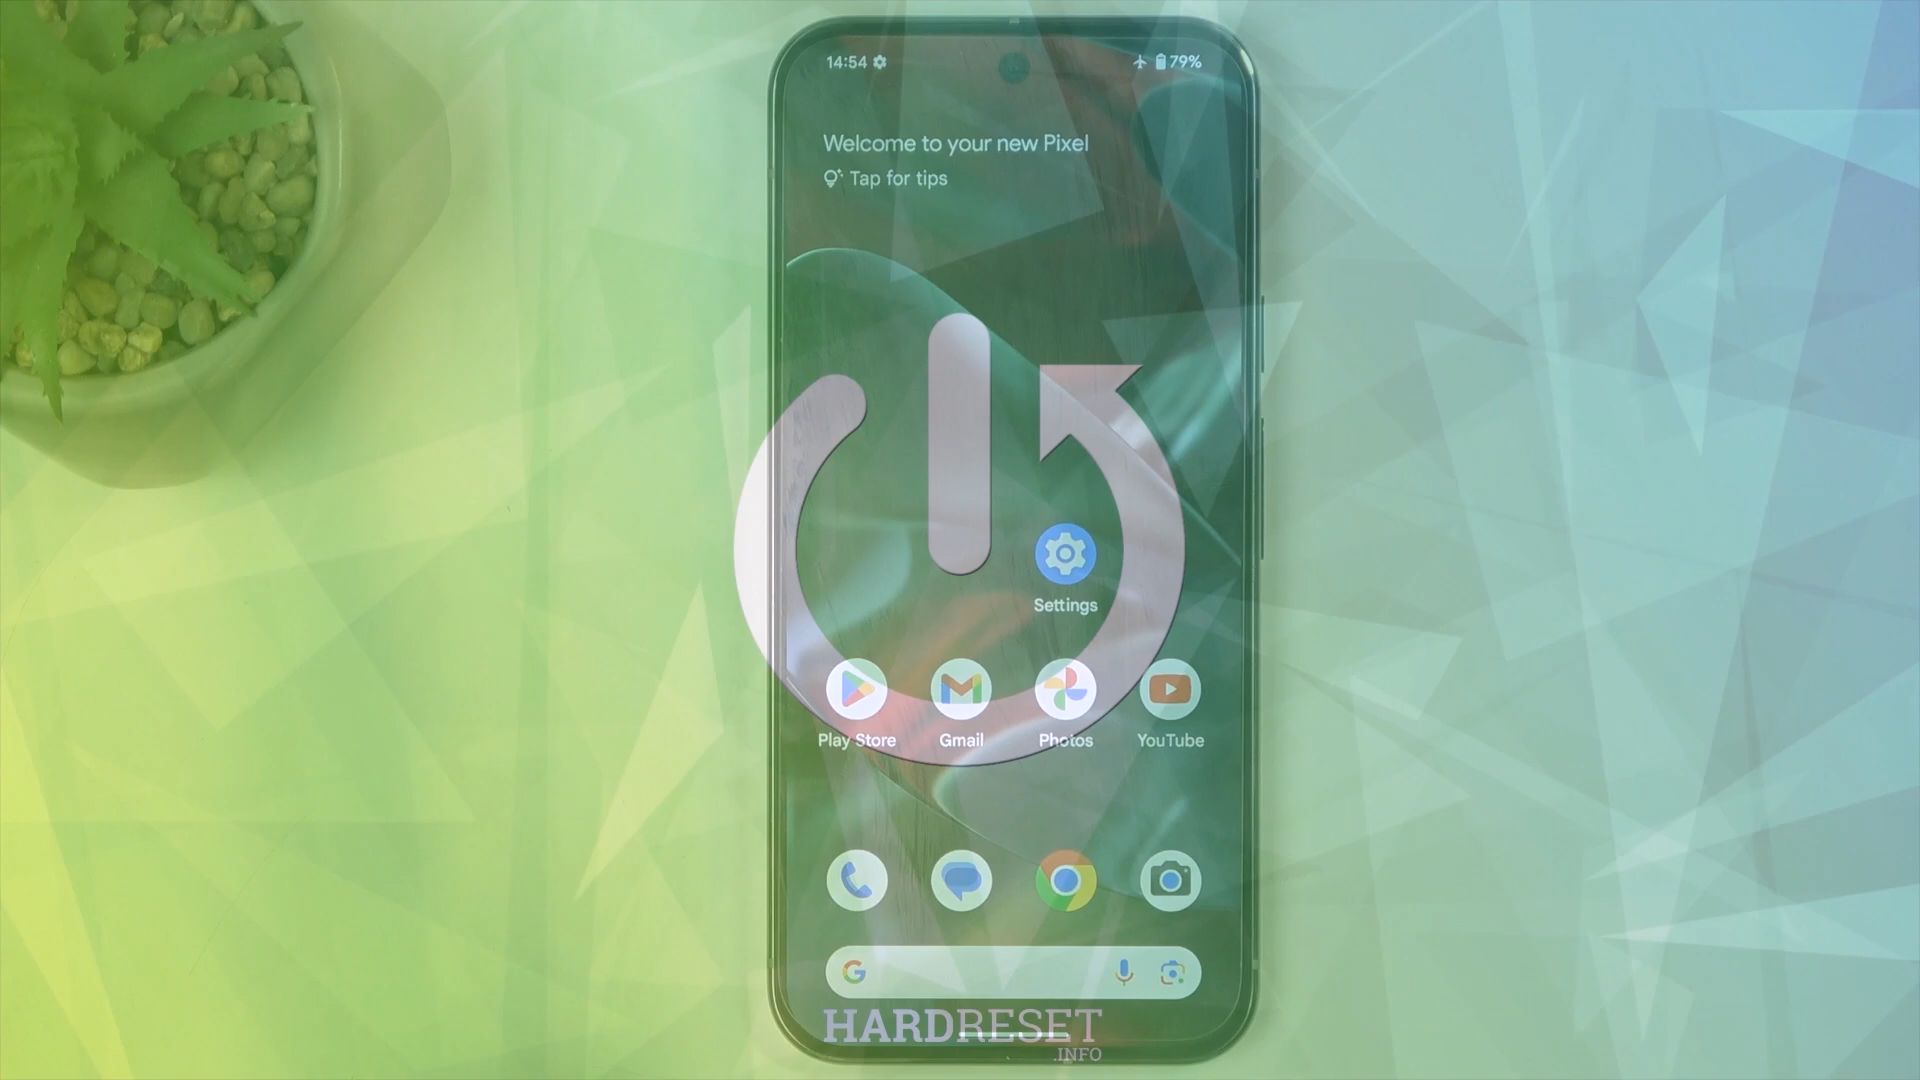 14:54
79%
Welcome to your new Pixel
Tap for tips
Settings
Play Store
Gmail
Photos
YouTube
HARDRESET
.INFO